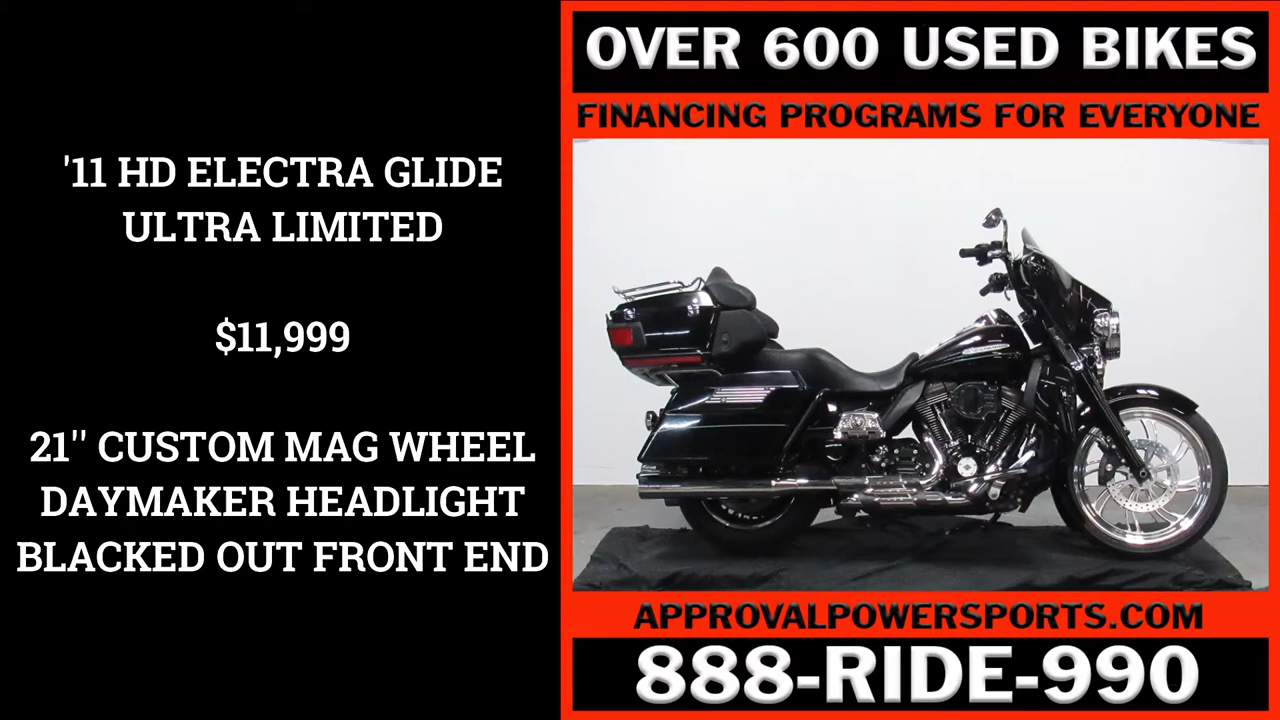 '11 HD ELECTRA GLIDE
ULTRA LIMITED
$11,999
21" CUSTOM MAG WHEEL
DAYMAKER HEADLIGHT
BLACKED OUT FRONT END
OVER 600 USED BIKES
FINANCING PROGRAMS FOR EVERYONE
APPROVALPOWERSPORTS.COM
888-RIDE-990